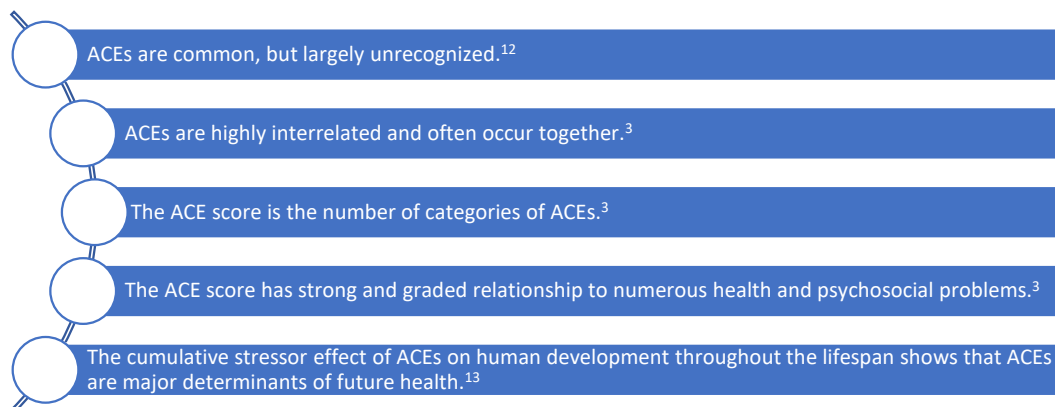 ACEs are common, but largely unrecognized.¹²
ACEs are highly interrelated and often occur together.³
The ACE score is the number of categories of ACEs.³
The ACE score has strong and graded relationship to numerous health and psychosocial problems.³
The cumulative stressor effect of ACEs on human development throughout the lifespan shows that ACEs
are major determinants of future health.¹³